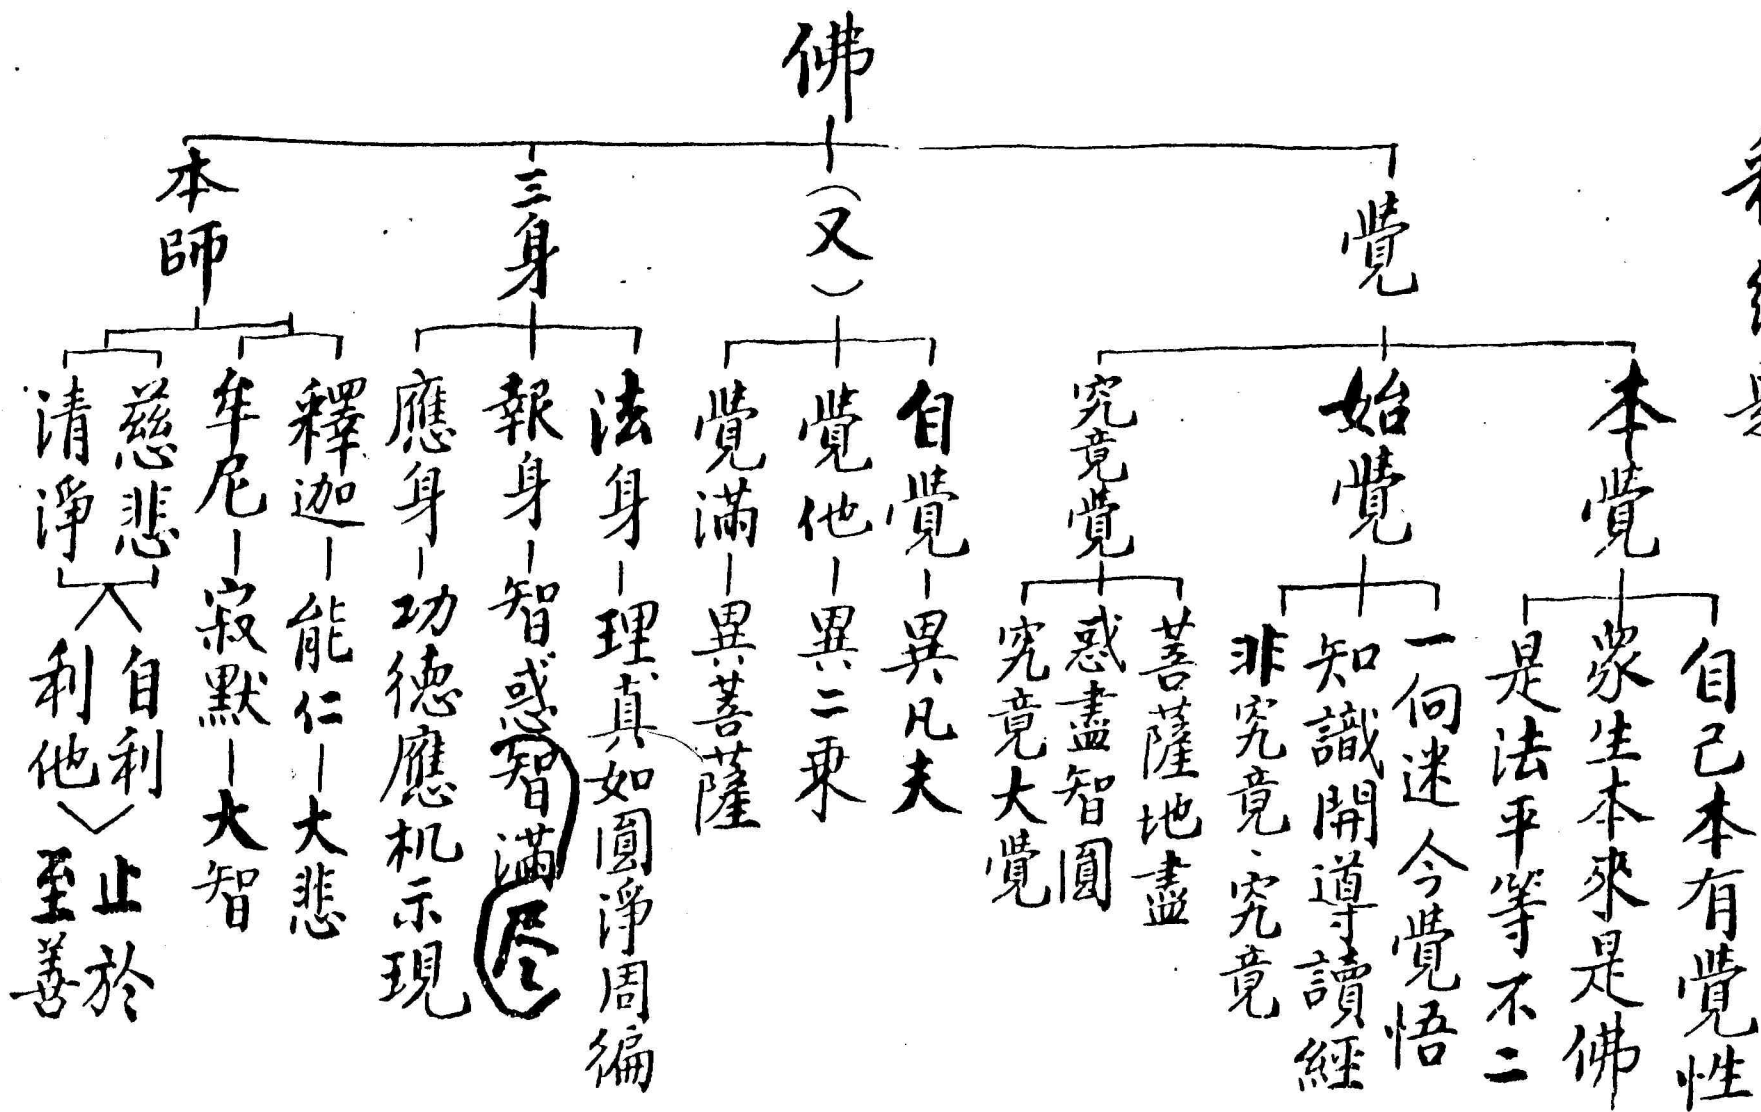 佛
覺
本覺
自己本有覺性
眾生本來是佛
是法平等不二
始覺
一向迷今覺悟
知識開導讀經
非究竟、究竟
究竟覺
菩薩地盡
惑盡智圓
究竟大覺
(又)
自覺-異凡夫
覺他-異二乘
覺滿-異菩薩
三身
法身-理真如圓淨周徧
報身-智惑智滿尽
應身-功德應机示現
本師
釋迦-能仁-大悲
牟尼-寂默-大智
慈悲
清淨
自利
利他
止於
至善